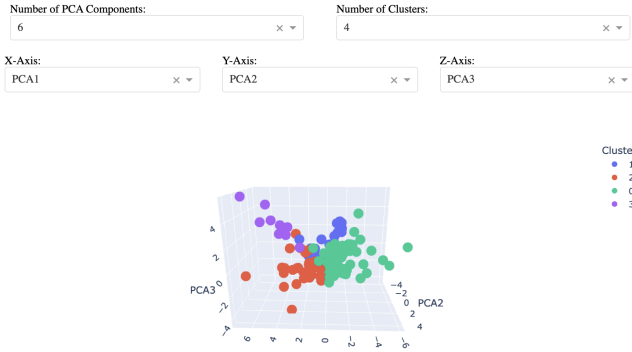 Number of PCA Components:
Number of Clusters:
6
4
X-Axis:
Y-Axis:
Z-Axis:
PCA1
PCA2
PCA3
Cluste
1
2
0
3
4
2
0
−2
−4
PCA3
6
4
2
0
−2
−4
−6
−4
−2
0
2
4
PCA2